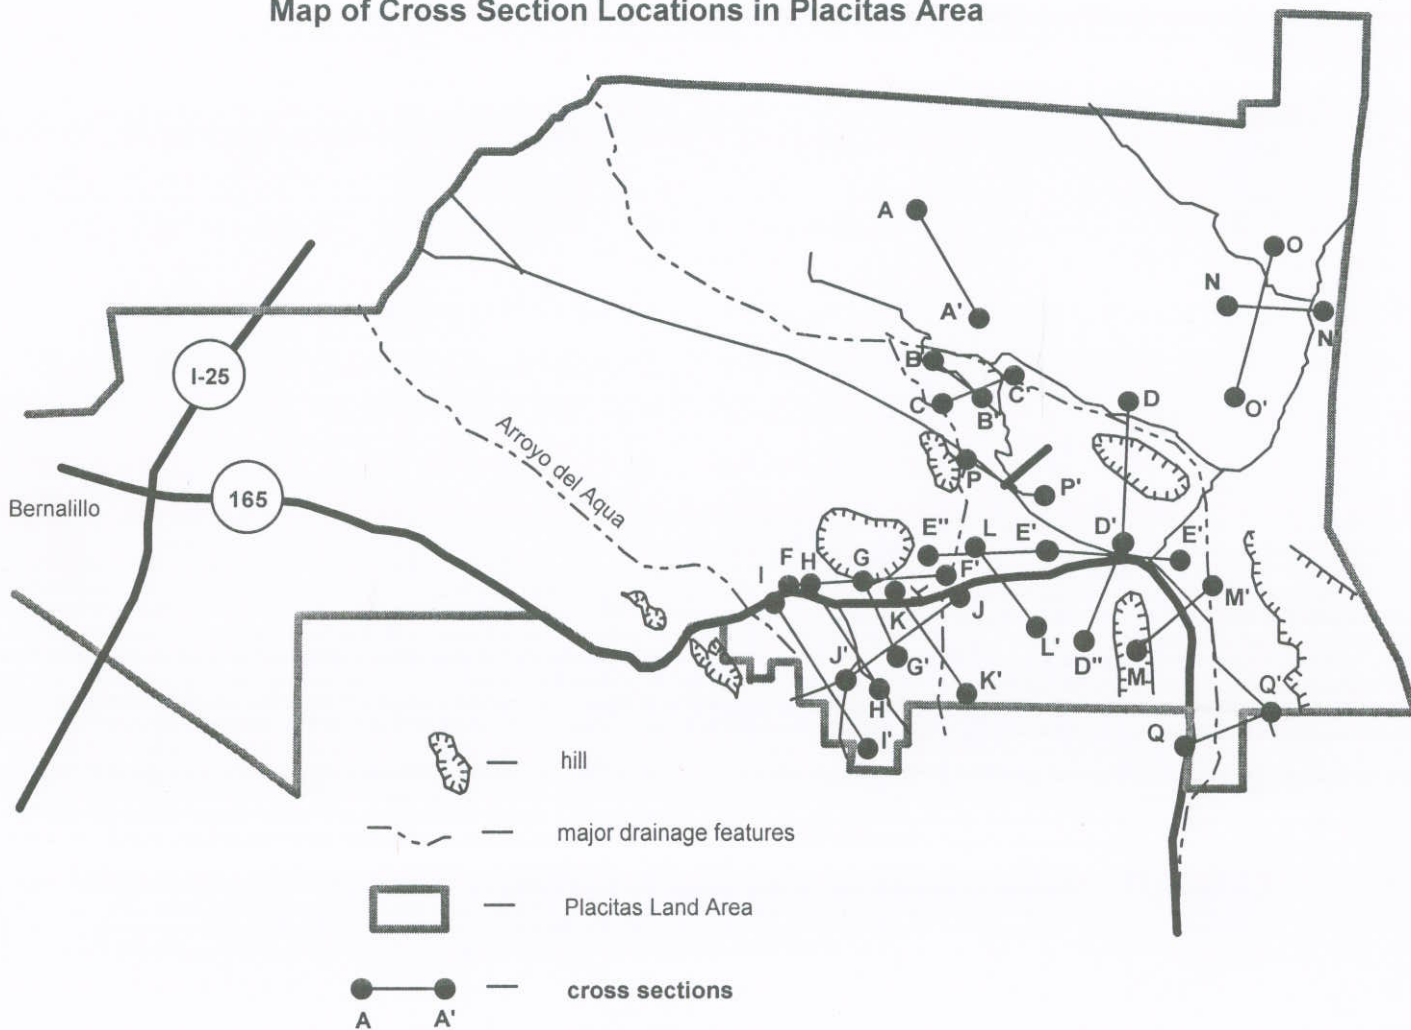 Map of Cross Section Locations in Placitas Area
A
O
N
A'
N'
I-25
B
C'
C
B'
D
O'
Arroyo del Aqua
165
Bernalillo
P
P'
E''
L
E'
D'
E'
F
H
G
F'
I
K
J
M'
L'
D''
M
J'
G'
H
K'
Q'
I'
Q
hill
major drainage features
Placitas Land Area
cross sections
A
A'